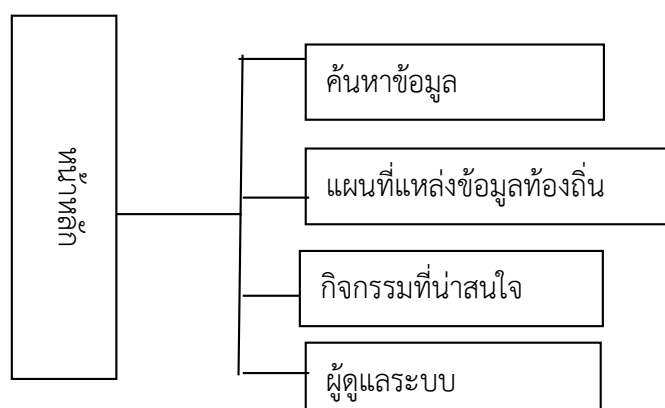 หน้าหลัก
ค้นหาข้อมูล
แผนที่แหล่งข้อมูลท้องถิ่น
กิจกรรมที่น่าสนใจ
ผู้ดูแลระบบ